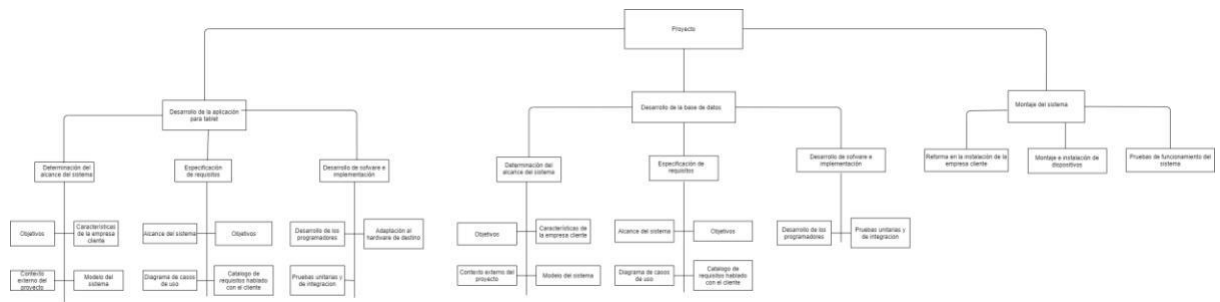 Proyecto
Desarrollo de la aplicación
para tablet
Desarrollo de la base de datos
Montaje del sistema
Determinación del
alcance del sistema
Especificación
de requisitos
Desarrollo de sofware e
implementación
Determinación del
alcance del sistema
Especificación de
requisitos
Desarrollo de sofware e
implementación
Reforma en la instalación de la
empresa cliente
Montaje e instalación de
dispositivos
Pruebas de funcionamiento del
sistema
Objetivos
Características
de la empresa
cliente
Alcance del sistema
Objetivos
Desarrollo de los
programadores
Adaptación al
hardware de destino
Objetivos
Características de
la empresa cliente
Alcance del sistema
Objetivos
Desarrollo de los
programadores
Pruebas unitarias y
de integracion
Contexto
externo del
proyecto
Modelo del
sistema
Diagrama de casos
de uso
Catalogo de
requisitos hablado
con el cliente
Pruebas unitarias y
de integracion
Contexto externo del
proyecto
Modelo del sistema
Diagrama de casos
de uso
Catalogo de
requisitos hablado
con el cliente